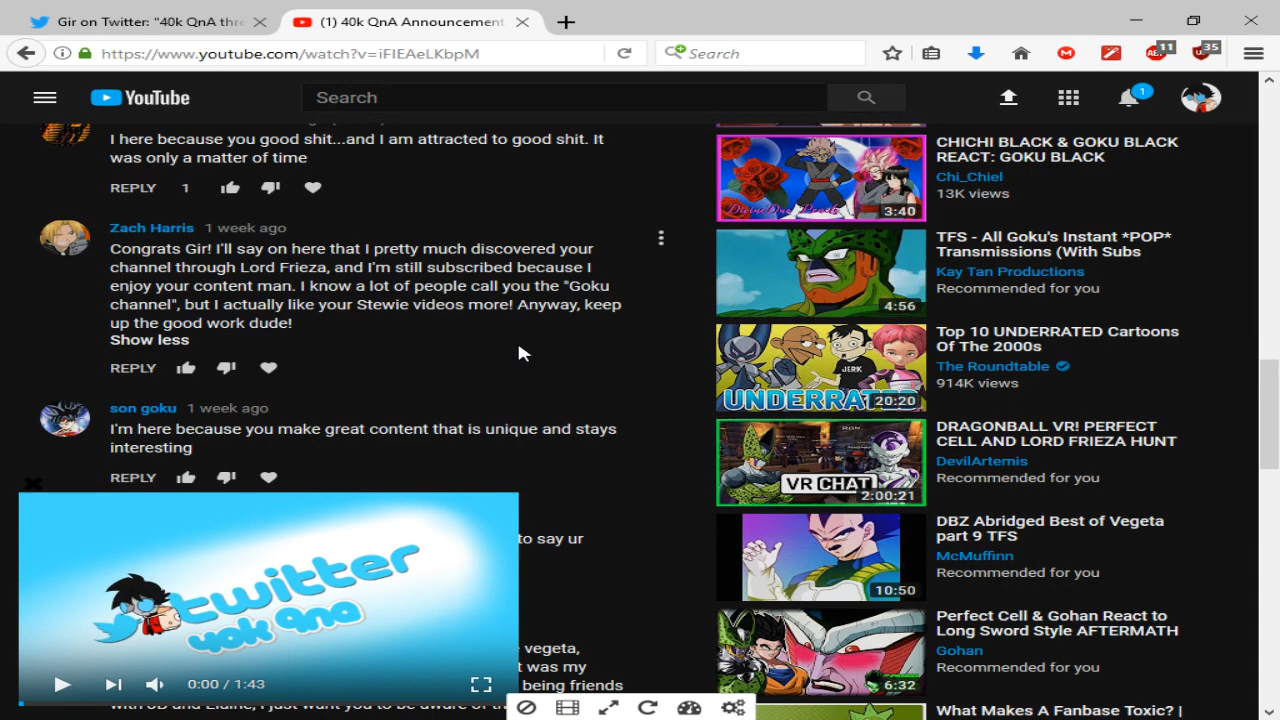 Gir on Twitter: "40k QnA thre
(1) 40k QnA Announcement
https://www.youtube.com/watch?v=iFIEAeLKbpM
Search
11
35
YouTube
Search
1
I here because you good shit...and I am attracted to good shit. It
was only a matter of time
REPLY 1
Zach Harris 1 week ago
Congrats Gir! I'll say on here that I pretty much discovered your
channel through Lord Frieza, and I'm still subscribed because I
enjoy your content man. I know a lot of people call you the "Goku
channel", but I actually like your Stewie videos more! Anyway, keep
up the good work dude!
Show less
REPLY
son goku 1 week ago
I'm here because you make great content that is unique and stays
interesting
REPLY
to say ur
twitter
40k qna
0:00 / 1:43
vegeta,
t was my
being friends
I just want you to be aware of
3:40
CHICHI BLACK & GOKU BLACK
REACT: GOKU BLACK
Chi_Chiel
13K views
4:56
TFS - All Goku's Instant *POP*
Transmissions (With Subs
Kay Tan Productions
Recommended for you
JERK
UNDERRATED
20:20
Top 10 UNDERRATED Cartoons
Of The 2000s
The Roundtable
914K views
VR CHAT
2:00:21
DRAGONBALL VR! PERFECT
CELL AND LORD FRIEZA HUNT
DevilArtemis
Recommended for you
10:50
DBZ Abridged Best of Vegeta
part 9 TFS
McMuffinn
Recommended for you
6:32
Perfect Cell & Gohan React to
Long Sword Style AFTERMATH
Gohan
Recommended for you
What Makes A Fanbase Toxic? |